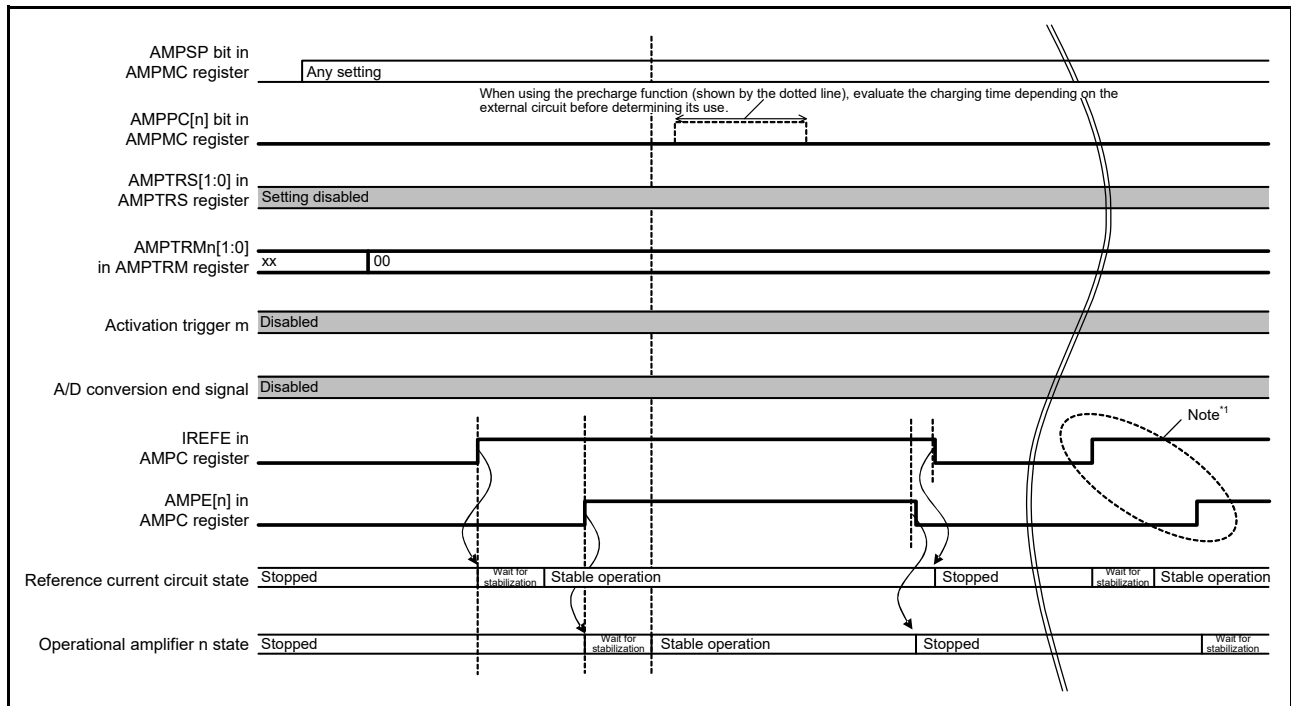 AMPSP bit in
AMPMC register
Any setting
When using the precharge function (shown by the dotted line), evaluate the charging time depending on the
external circuit before determining its use.
AMPPC[n] bit in
AMPMC register
AMPTRS[1:0] in
AMPTRS register
Setting disabled
AMPTRMn[1:0]
in AMPTRM register
xx
00
Activation trigger m
Disabled
A/D conversion end signal
Disabled
IREFE in
AMPC register
Note*1
AMPE[n] in
AMPC register
Reference current circuit state
Stopped
Wait for
stabilization
Stable operation
Stopped
Wait for
stabilization
Stable operation
Operational amplifier n state
Stopped
Wait for
stabilization
Stable operation
Stopped
Wait for
stabilization